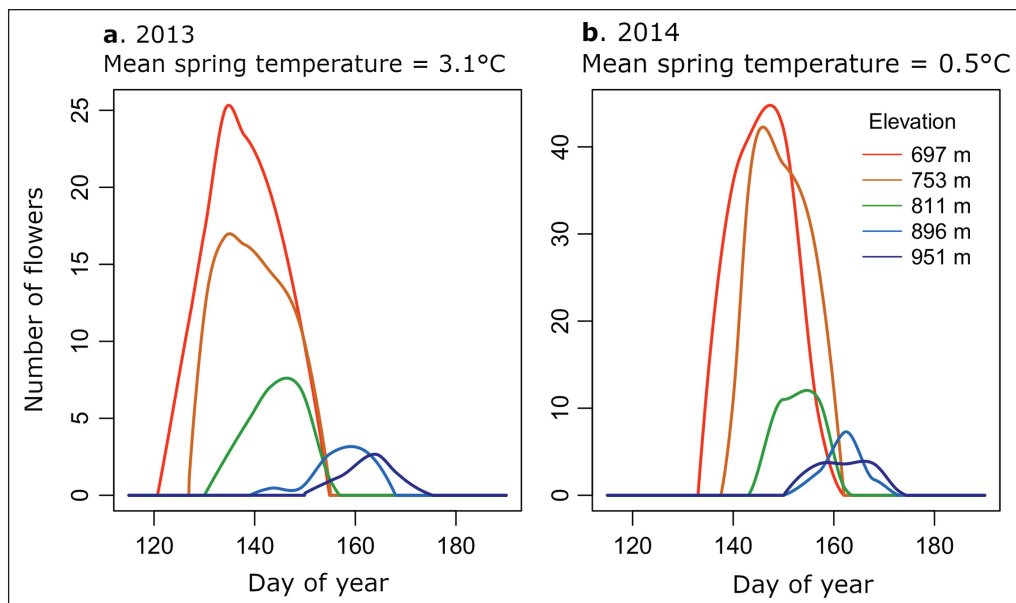 a. 2013
Mean spring temperature = 3.1°C
Number of flowers
25
20
15
10
5
0
120 140 160 180
Day of year
b. 2014
Mean spring temperature = 0.5°C
40
30
20
10
0
Elevation
697 m
753 m
811 m
896 m
951 m
120 140 160 180
Day of year